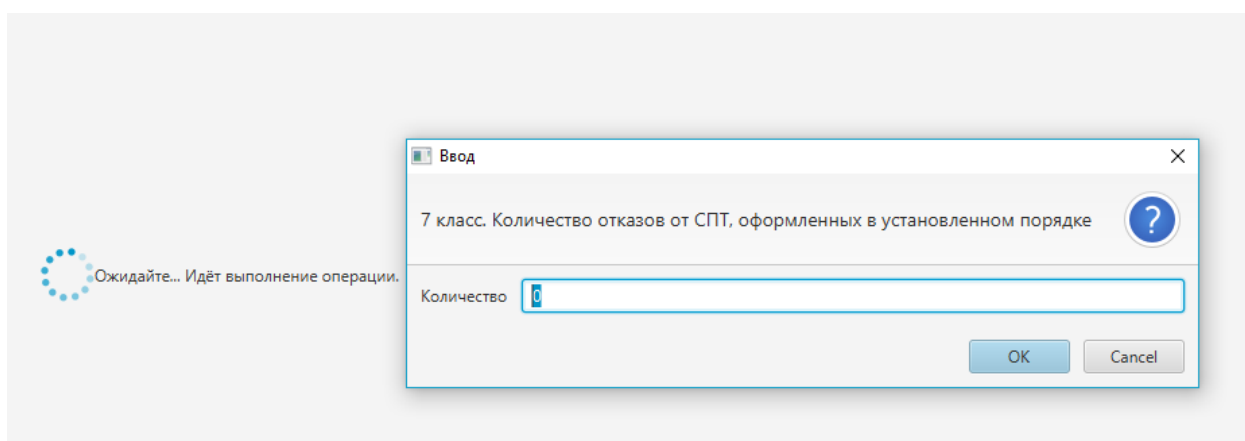 Ввод
7 класс. Количество отказов от СПТ, оформленных в установленном порядке
?
Ожидайте... Идёт выполнение операции.
Количество 0
OK Cancel